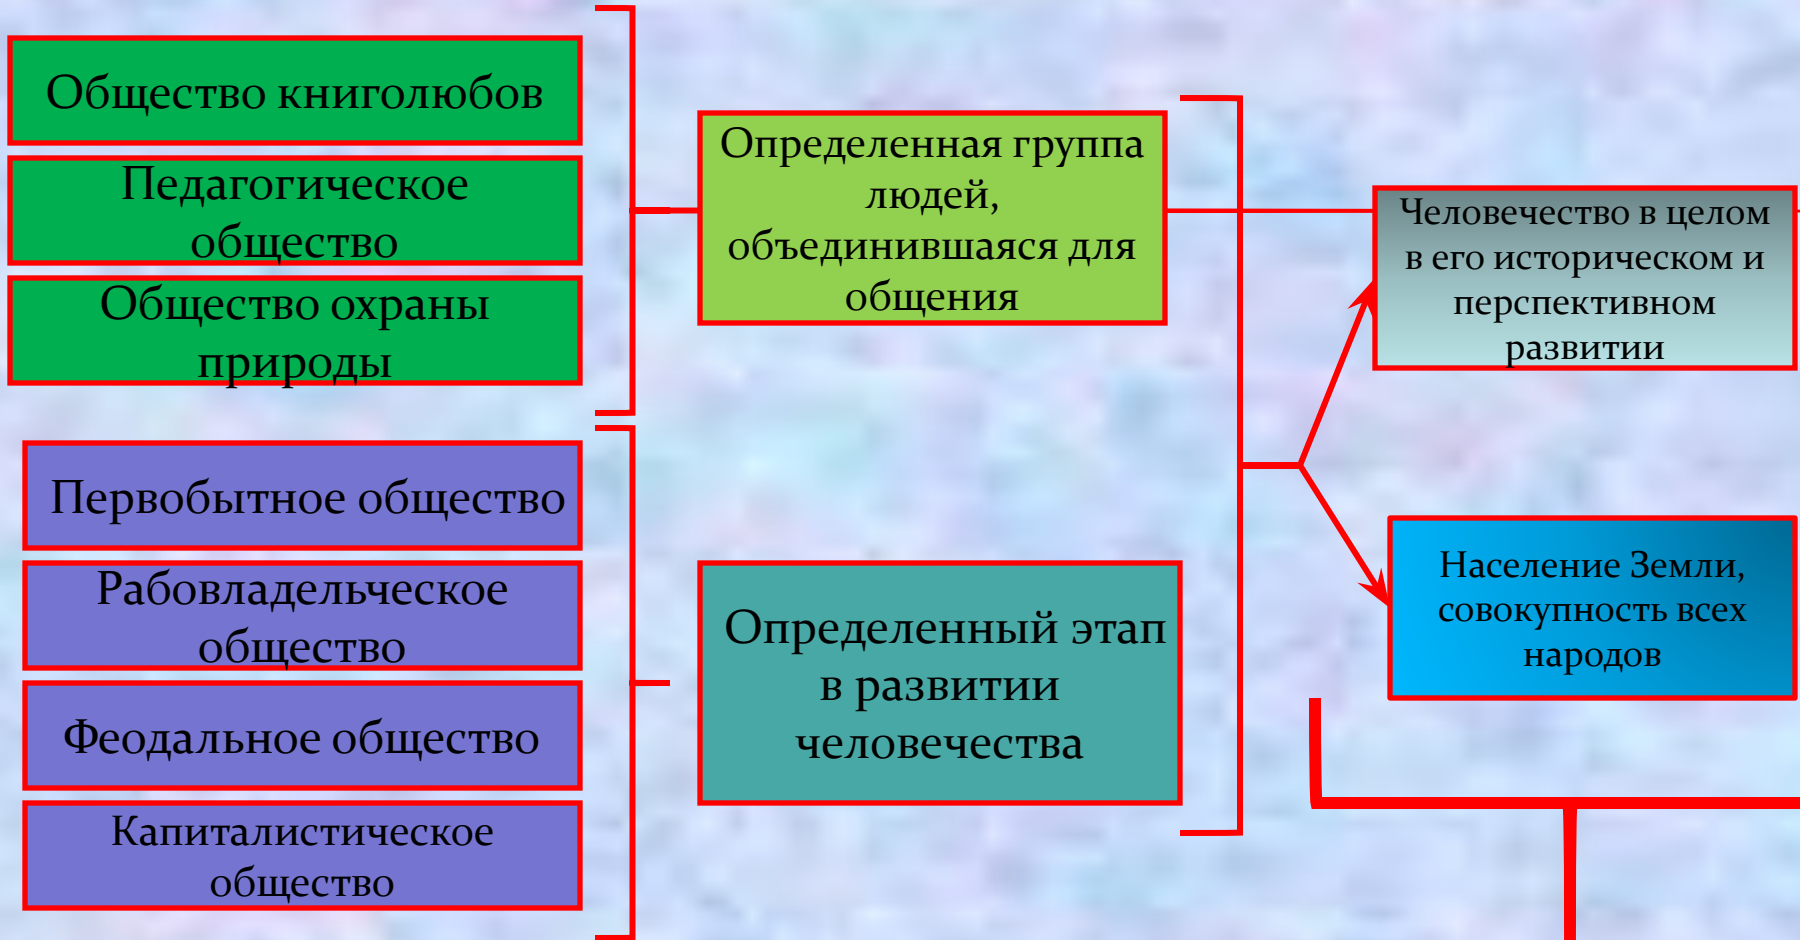 Общество книголюбов
Педагогическое
общество
Общество охраны
природы
Первобытное общество
Рабовладельческое
общество
Феодальное общество
Капиталистическое
общество
Определенная группа
людей,
объединившаяся для
общения
Определенный этап
в развитии
человечества
Человечество в целом
в его историческом и
перспективном
развитии
Население Земли,
совокупность всех
народов